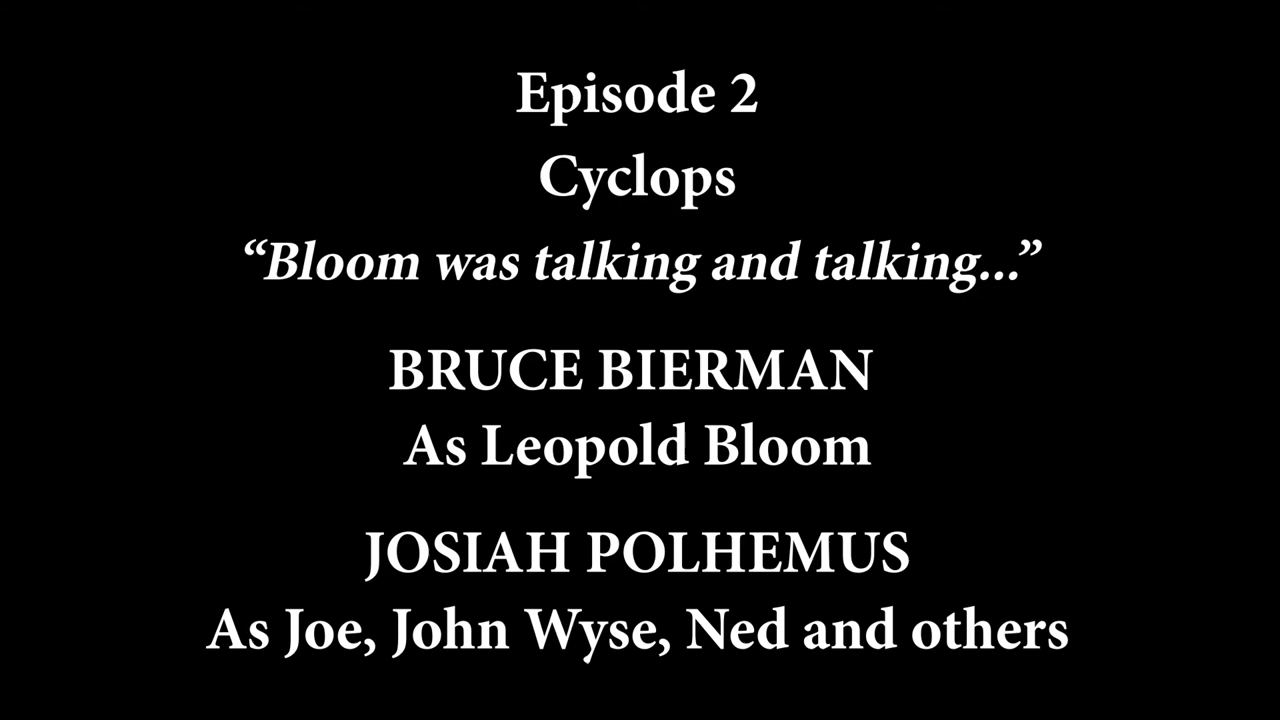 Episode 2
Cyclops
“Bloom was talking and talking...”
BRUCE BIERMAN
As Leopold Bloom
JOSIAH POLHEMUS
As Joe, John Wyse, Ned and others